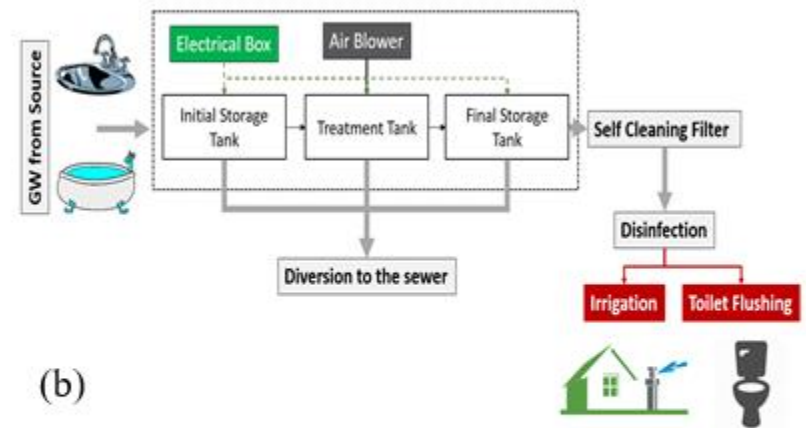 GW from Source
Electrical Box
Air Blower
Initial Storage
Tank
Treatment Tank
Final Storage
Tank
Self Cleaning Filter
Diversion to the sewer
Disinfection
Irrigation
Toilet Flushing
(b)